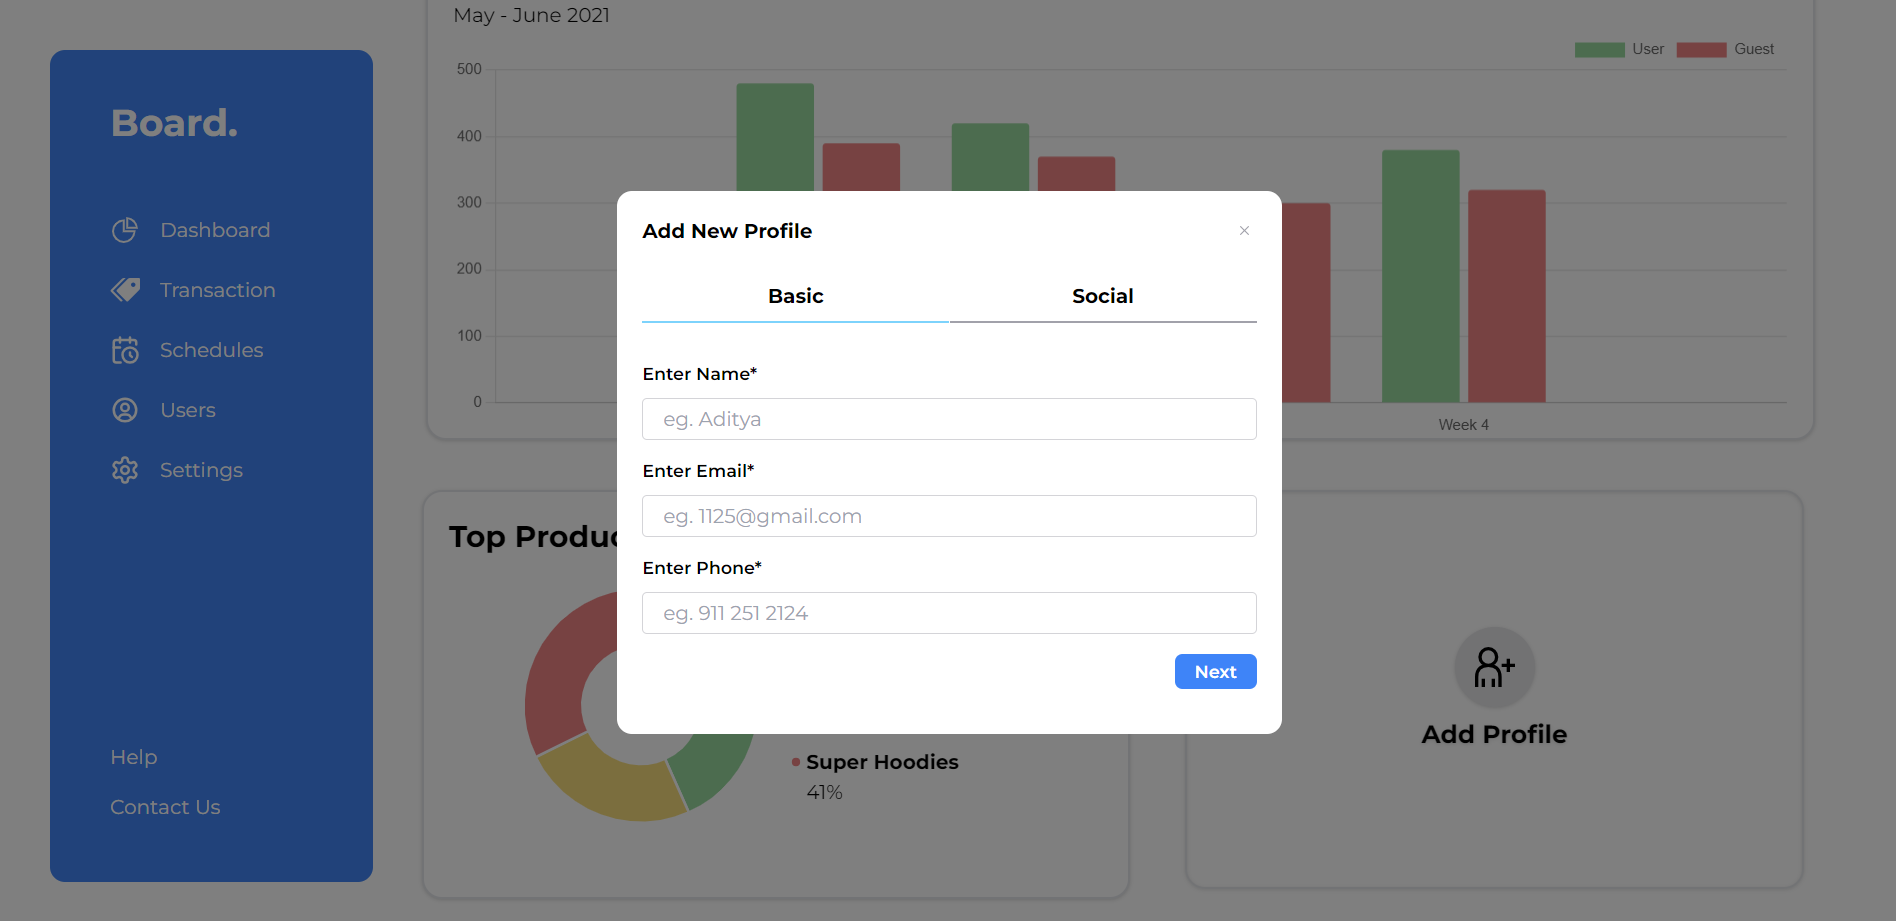 May - June 2021
User
Guest
500
400
300
200
100
0
Week 4
Board.
Dashboard
Transaction
Schedules
Users
Settings
Help
Contact Us
Add New Profile
×
Basic
Social
Enter Name*
eg. Aditya
Enter Email*
eg. 1125@gmail.com
Enter Phone*
eg. 911 251 2124
Next
Top
Super Hoodies
41%
Add Profile